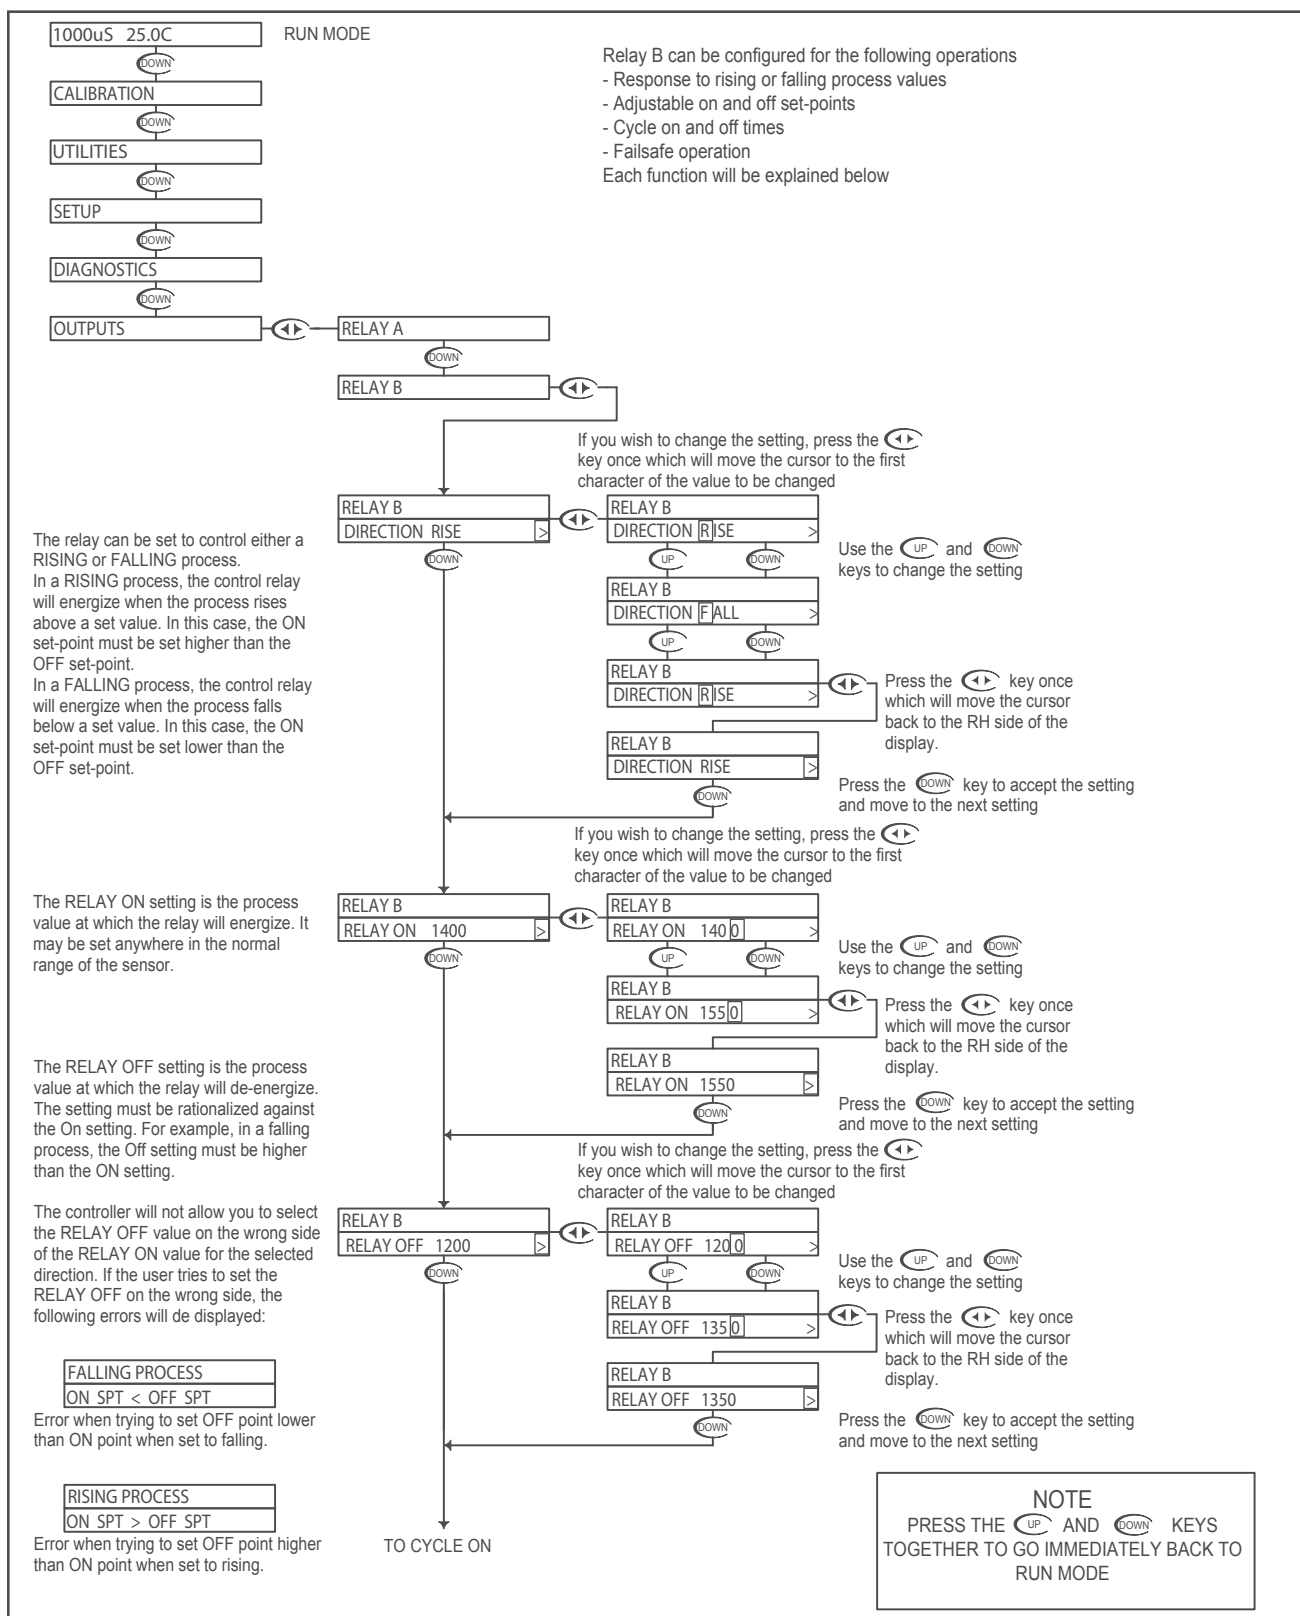 1000uS 25.0C
RUN MODE
DOWN
CALIBRATION
DOWN
UTILITIES
DOWN
SETUP
DOWN
DIAGNOSTICS
DOWN
OUTPUTS
Relay B can be configured for the following operations
- Response to rising or falling process values
- Adjustable on and off set-points
- Cycle on and off times
- Failsafe operation
Each function will be explained below
RELAY A
DOWN
RELAY B
If you wish to change the setting, press the
key once which will move the cursor to the first
character of the value to be changed
The relay can be set to control either a
RISING or FALLING process.
In a RISING process, the control relay
will energize when the process rises
above a set value. In this case, the ON
set-point must be set higher than the
OFF set-point.
In a FALLING process, the control relay
will energize when the process falls
below a set value. In this case, the ON
set-point must be set lower than the
OFF set-point.
RELAY B
DIRECTION RISE >
DOWN
RELAY B
DIRECTION RISE >
UP DOWN
RELAY B
DIRECTION FALL >
UP DOWN
RELAY B
DIRECTION RISE >
RELAY B
DIRECTION RISE >
DOWN
Use the UP and DOWN
keys to change the setting
Press the key once
which will move the cursor
back to the RH side of the
display.
Press the DOWN key to accept the setting
and move to the next setting
If you wish to change the setting, press the
key once which will move the cursor to the first
character of the value to be changed
The RELAY ON setting is the process
value at which the relay will energize. It
may be set anywhere in the normal
range of the sensor.
RELAY B
RELAY ON 1400 >
DOWN
RELAY B
RELAY ON 1400 >
UP DOWN
RELAY B
RELAY ON 1550 >
RELAY B
RELAY ON 1550 >
DOWN
Use the UP and DOWN
keys to change the setting
Press the key once
which will move the cursor
back to the RH side of the
display.
Press the DOWN key to accept the setting
and move to the next setting
The RELAY OFF setting is the process
value at which the relay will de-energize.
The setting must be rationalized against
the On setting. For example, in a falling
process, the Off setting must be higher
than the ON setting.
If you wish to change the setting, press the
key once which will move the cursor to the first
character of the value to be changed
The controller will not allow you to select
the RELAY OFF value on the wrong side
of the RELAY ON value for the selected
direction. If the user tries to set the
RELAY OFF on the wrong side, the
following errors will be displayed:
RELAY B
RELAY OFF 1200 >
DOWN
RELAY B
RELAY OFF 1200 >
UP DOWN
RELAY B
RELAY OFF 1350 >
RELAY B
RELAY OFF 1350 >
DOWN
Use the UP and DOWN
keys to change the setting
Press the key once
which will move the cursor
back to the RH side of the
display.
Press the DOWN key to accept the setting
and move to the next setting
FALLING PROCESS
ON SPT < OFF SPT
Error when trying to set OFF point lower
than ON point when set to falling.
RISING PROCESS
ON SPT > OFF SPT
Error when trying to set OFF point higher
than ON point when set to rising.
TO CYCLE ON
NOTE
PRESS THE UP AND DOWN KEYS
TOGETHER TO GO IMMEDIATELY BACK TO
RUN MODE